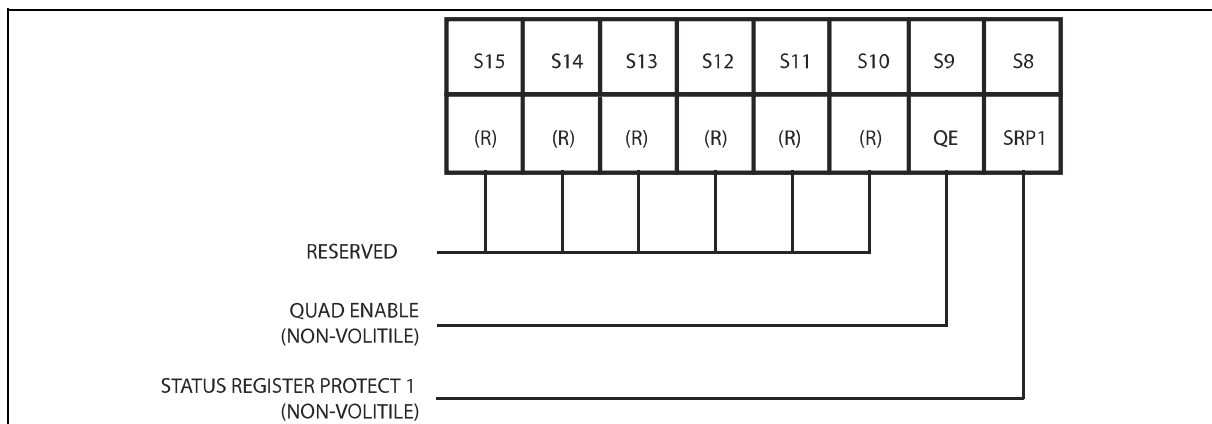 S15 S14 S13 S12 S11 S10 S9 S8
(R) (R) (R) (R) (R) (R) QE SRP1
RESERVED
QUAD ENABLE
(NON-VOLITILE)
STATUS REGISTER PROTECT 1
(NON-VOLITILE)